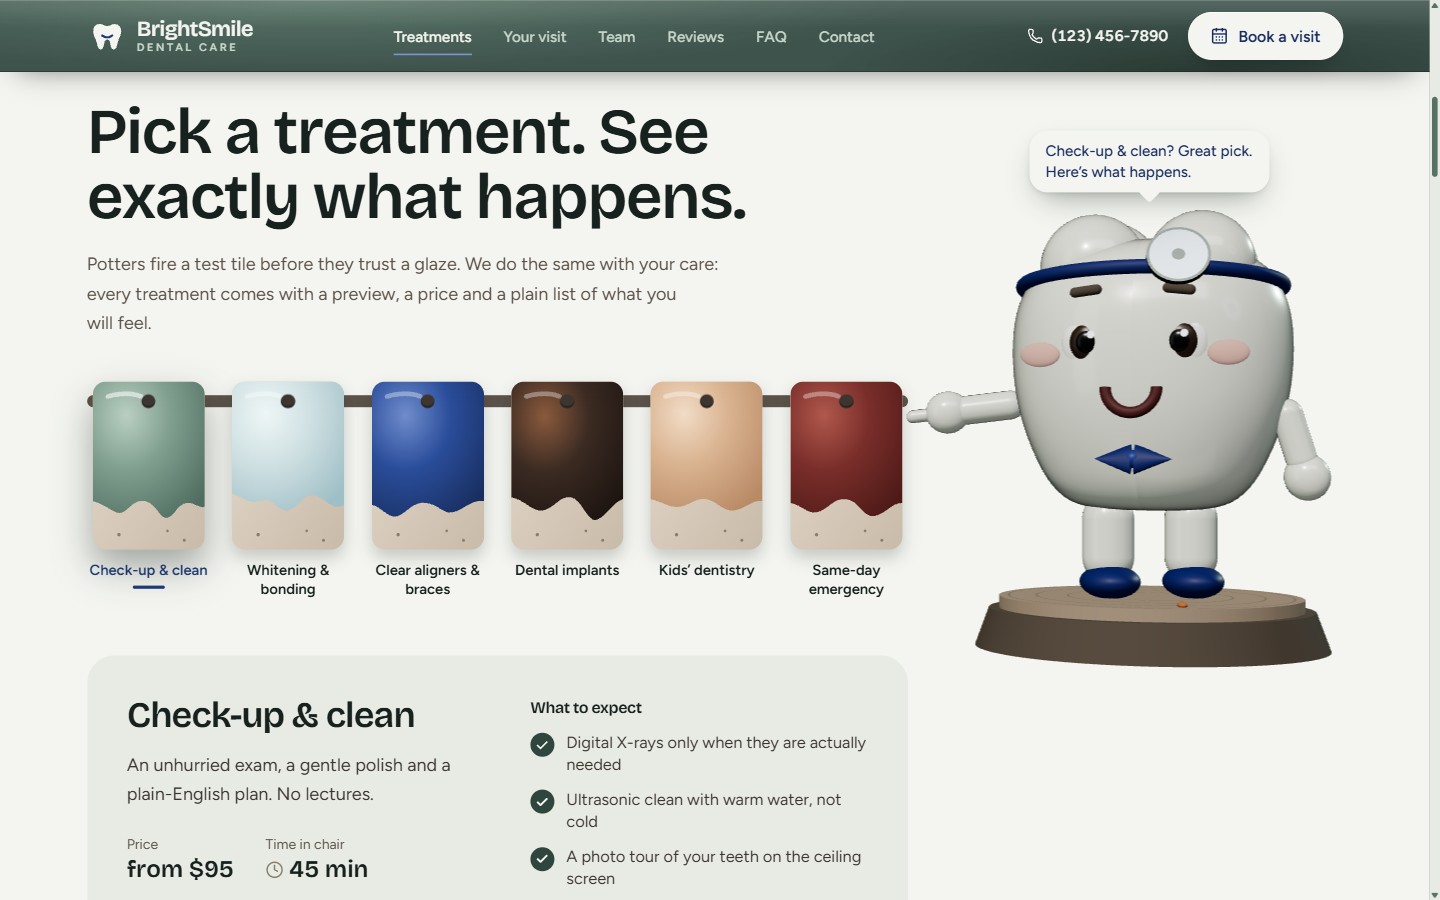 BrightSmile
DENTAL CARE
Treatments
Your visit
Team
Reviews
FAQ
Contact
(123) 456-7890
Book a visit
Pick a treatment. See
exactly what happens.
Potters fire a test tile before they trust a glaze. We do the same with your care:
every treatment comes with a preview, a price and a plain list of what you
will feel.
Check-up & clean? Great pick.
Here’s what happens.
Check-up & clean
Whitening &
bonding
Clear aligners &
braces
Dental implants
Kids’ dentistry
Same-day
emergency
Check-up & clean
An unhurried exam, a gentle polish and a
plain-English plan. No lectures.
Price
from $95
Time in chair
45 min
What to expect
Digital X-rays only when they are actually
needed
Ultrasonic clean with warm water, not
cold
A photo tour of your teeth on the ceiling
screen